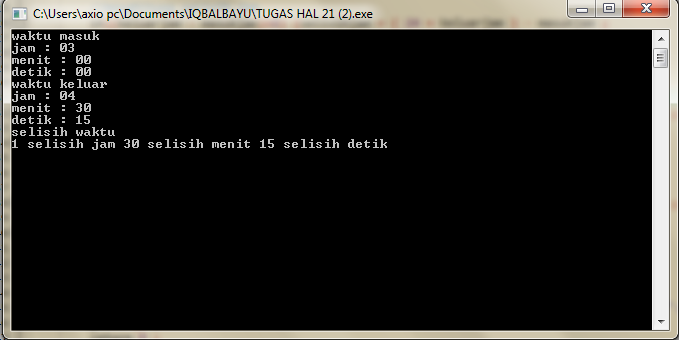 C:\Users\axio pc\Documents\IQBALBAYU\TUGAS HAL 21 (2).exe
waktu masuk
jam : 03
menit : 00
detik : 00
waktu keluar
jam : 04
menit : 30
detik : 15
selisih waktu
1 selisih jam 30 selisih menit 15 selisih detik